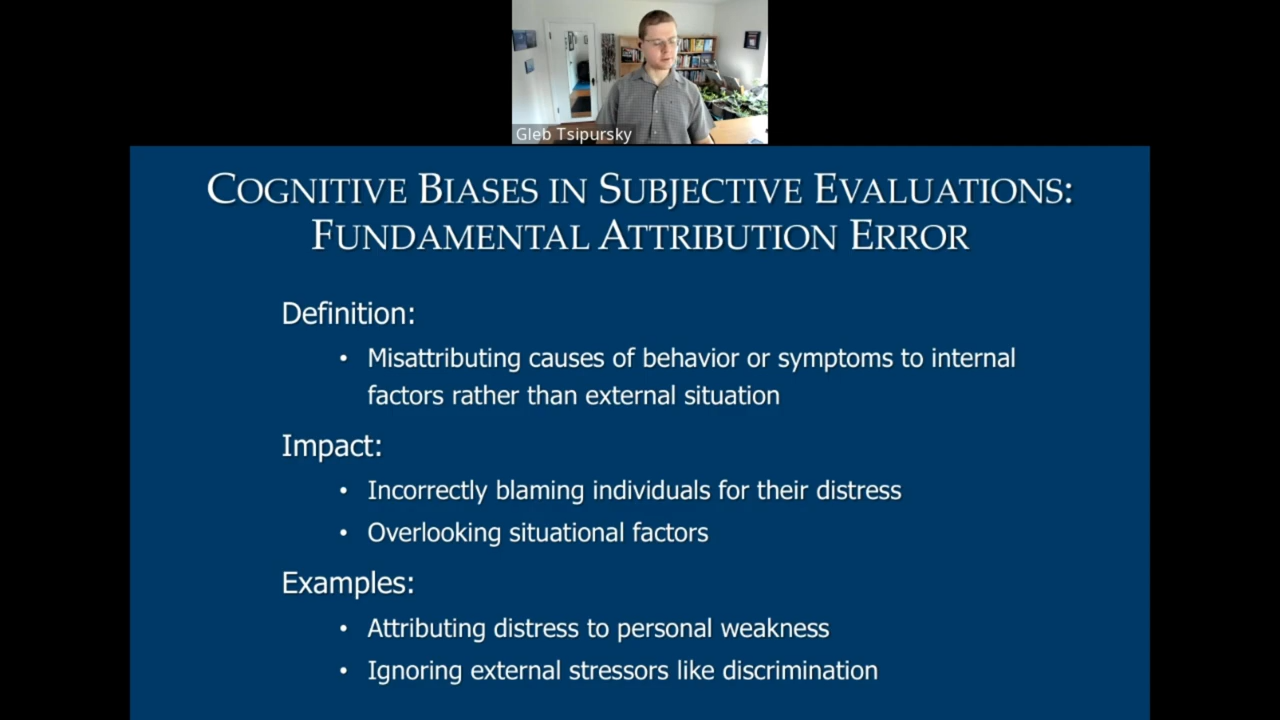 Gleb Tsipursky
COGNITIVE BIASES IN SUBJECTIVE EVALUATIONS:
FUNDAMENTAL ATTRIBUTION ERROR
Definition:
• Misattributing causes of behavior or symptoms to internal
factors rather than external situation
Impact:
• Incorrectly blaming individuals for their distress
• Overlooking situational factors
Examples:
• Attributing distress to personal weakness
• Ignoring external stressors like discrimination